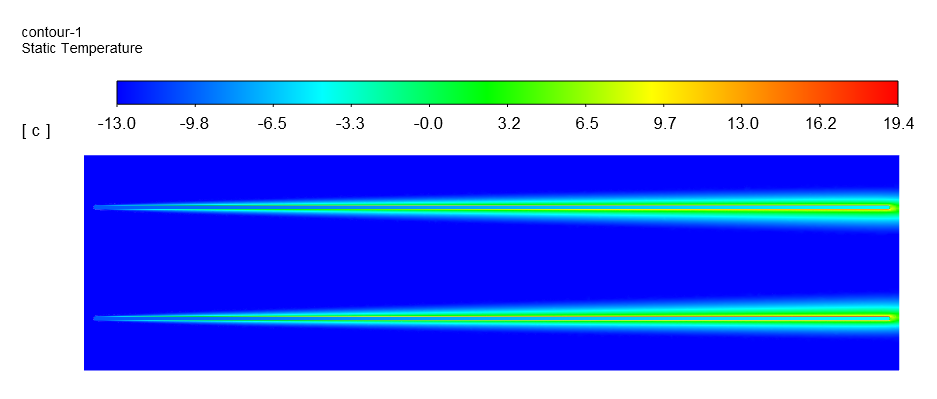 contour-1
Static Temperature
[ c ]
-13.0 -9.8 -6.5 -3.3 -0.0 3.2 6.5 9.7 13.0 16.2 19.4